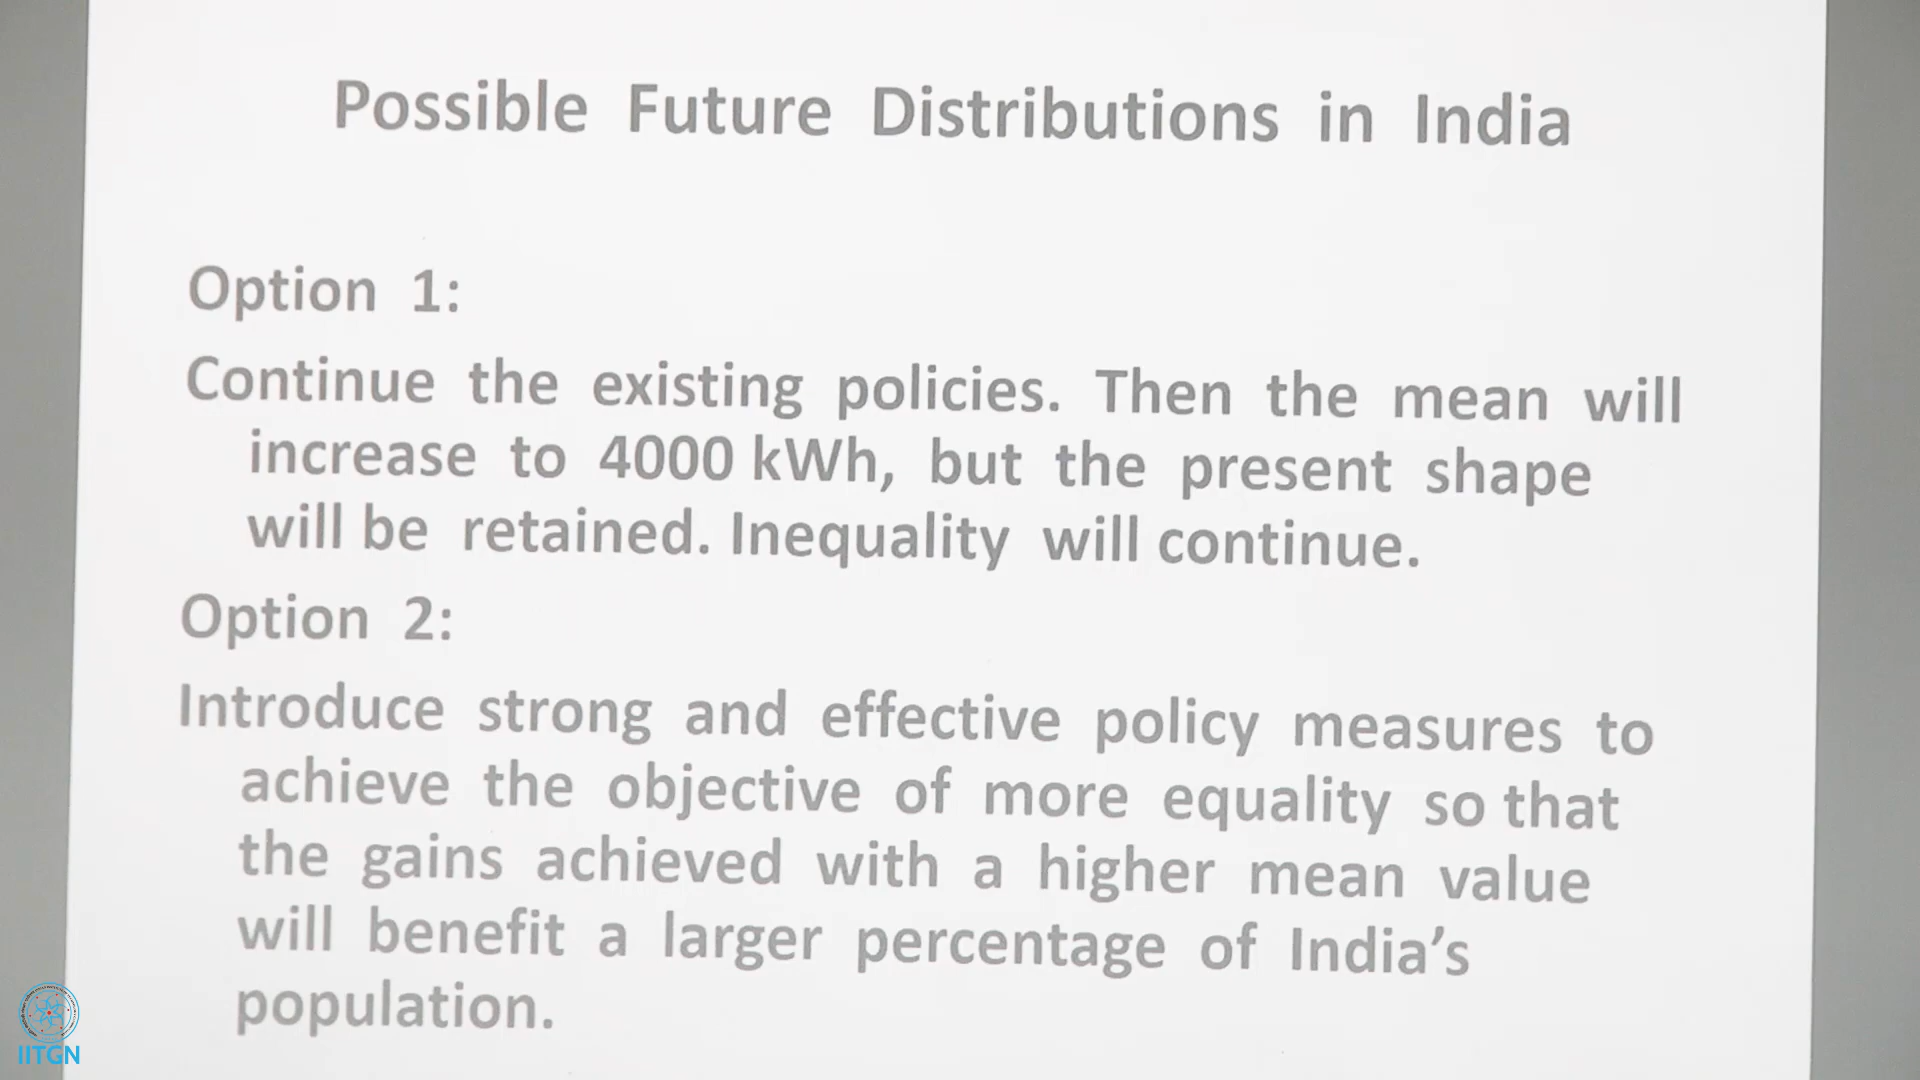 Possible Future Distributions in India
Option 1:
Continue the existing policies. Then the mean will
increase to 4000 kWh, but the present shape
will be retained. Inequality will continue.
Option 2:
Introduce strong and effective policy measures to
achieve the objective of more equality so that
the gains achieved with a higher mean value
will benefit a larger percentage of India’s
population.
IITGN